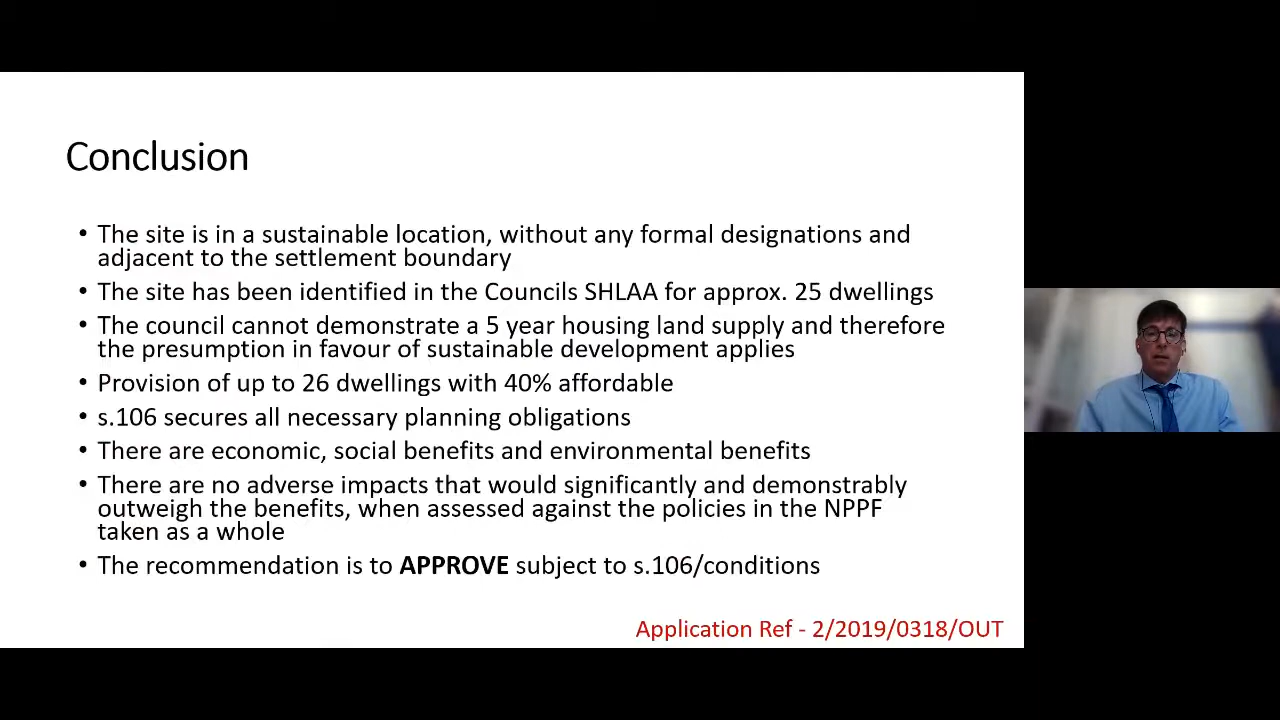 Conclusion
• The site is in a sustainable location, without any formal designations and
adjacent to the settlement boundary
• The site has been identified in the Councils SHLAA for approx. 25 dwellings
• The council cannot demonstrate a 5 year housing land supply and therefore
the presumption in favour of sustainable development applies
• Provision of up to 26 dwellings with 40% affordable
• s.106 secures all necessary planning obligations
• There are economic, social benefits and environmental benefits
• There are no adverse impacts that would significantly and demonstrably
outweigh the benefits, when assessed against the policies in the NPPF
taken as a whole
• The recommendation is to APPROVE subject to s.106/conditions
Application Ref - 2/2019/0318/OUT